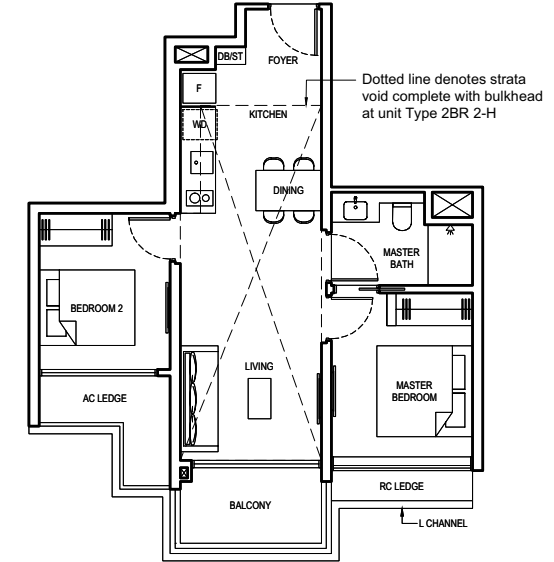 DB/ST
FOYER
F
Dotted line denotes strata
void complete with bulkhead
at unit Type 2BR 2-H
KITCHEN
WD
DINING
MASTER
BATH
BEDROOM 2
LIVING
AC LEDGE
MASTER
BEDROOM
RC LEDGE
BALCONY
L CHANNEL